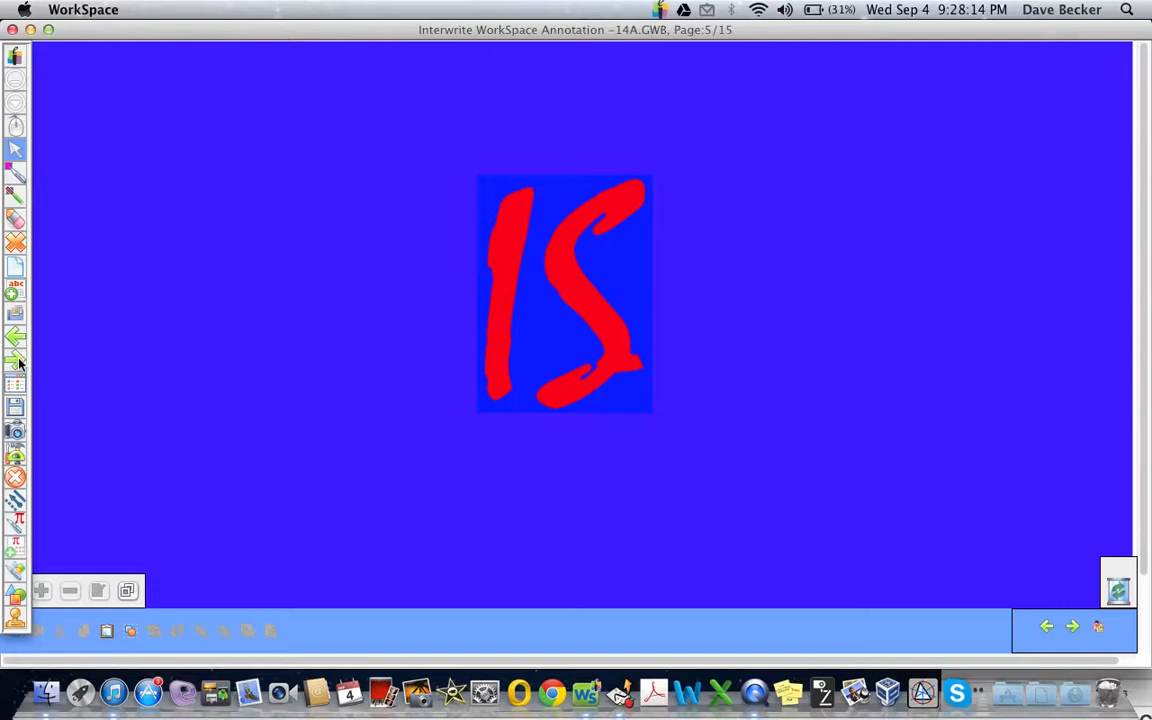 WorkSpace (31%) Wed Sep 4 9:28:14 PM Dave Becker
Interwrite WorkSpace Annotation -14A.GWB, Page:5/15
IS
abc
π
π